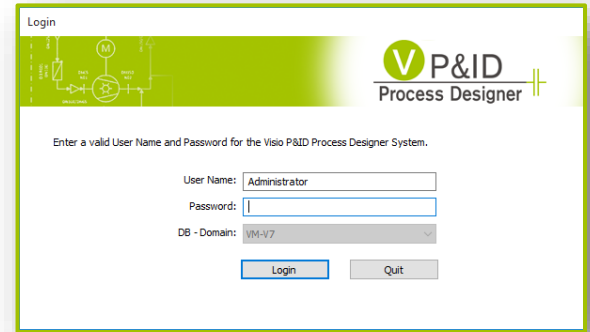 Login
M
V P&ID
Process Designer
Enter a valid User Name and Password for the Visio P&ID Process Designer System.
User Name: Administrator
Password:
DB - Domain: VM-V7
Login Quit